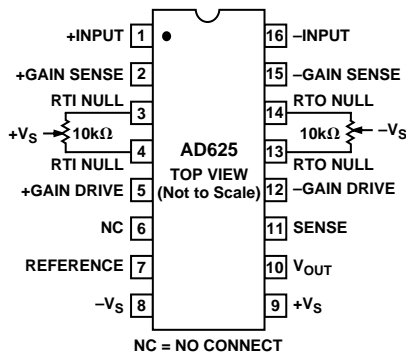 +INPUT 1 16 –INPUT
+GAIN SENSE 2 15 –GAIN SENSE
RTI NULL 3 14 RTO NULL
+VS 10kΩ 10kΩ –VS
RTI NULL 4 13 RTO NULL
AD625
TOP VIEW
(Not to Scale)
+GAIN DRIVE 5 12 –GAIN DRIVE
NC 6 11 SENSE
REFERENCE 7 10 VOUT
–VS 8 9 +VS
NC = NO CONNECT